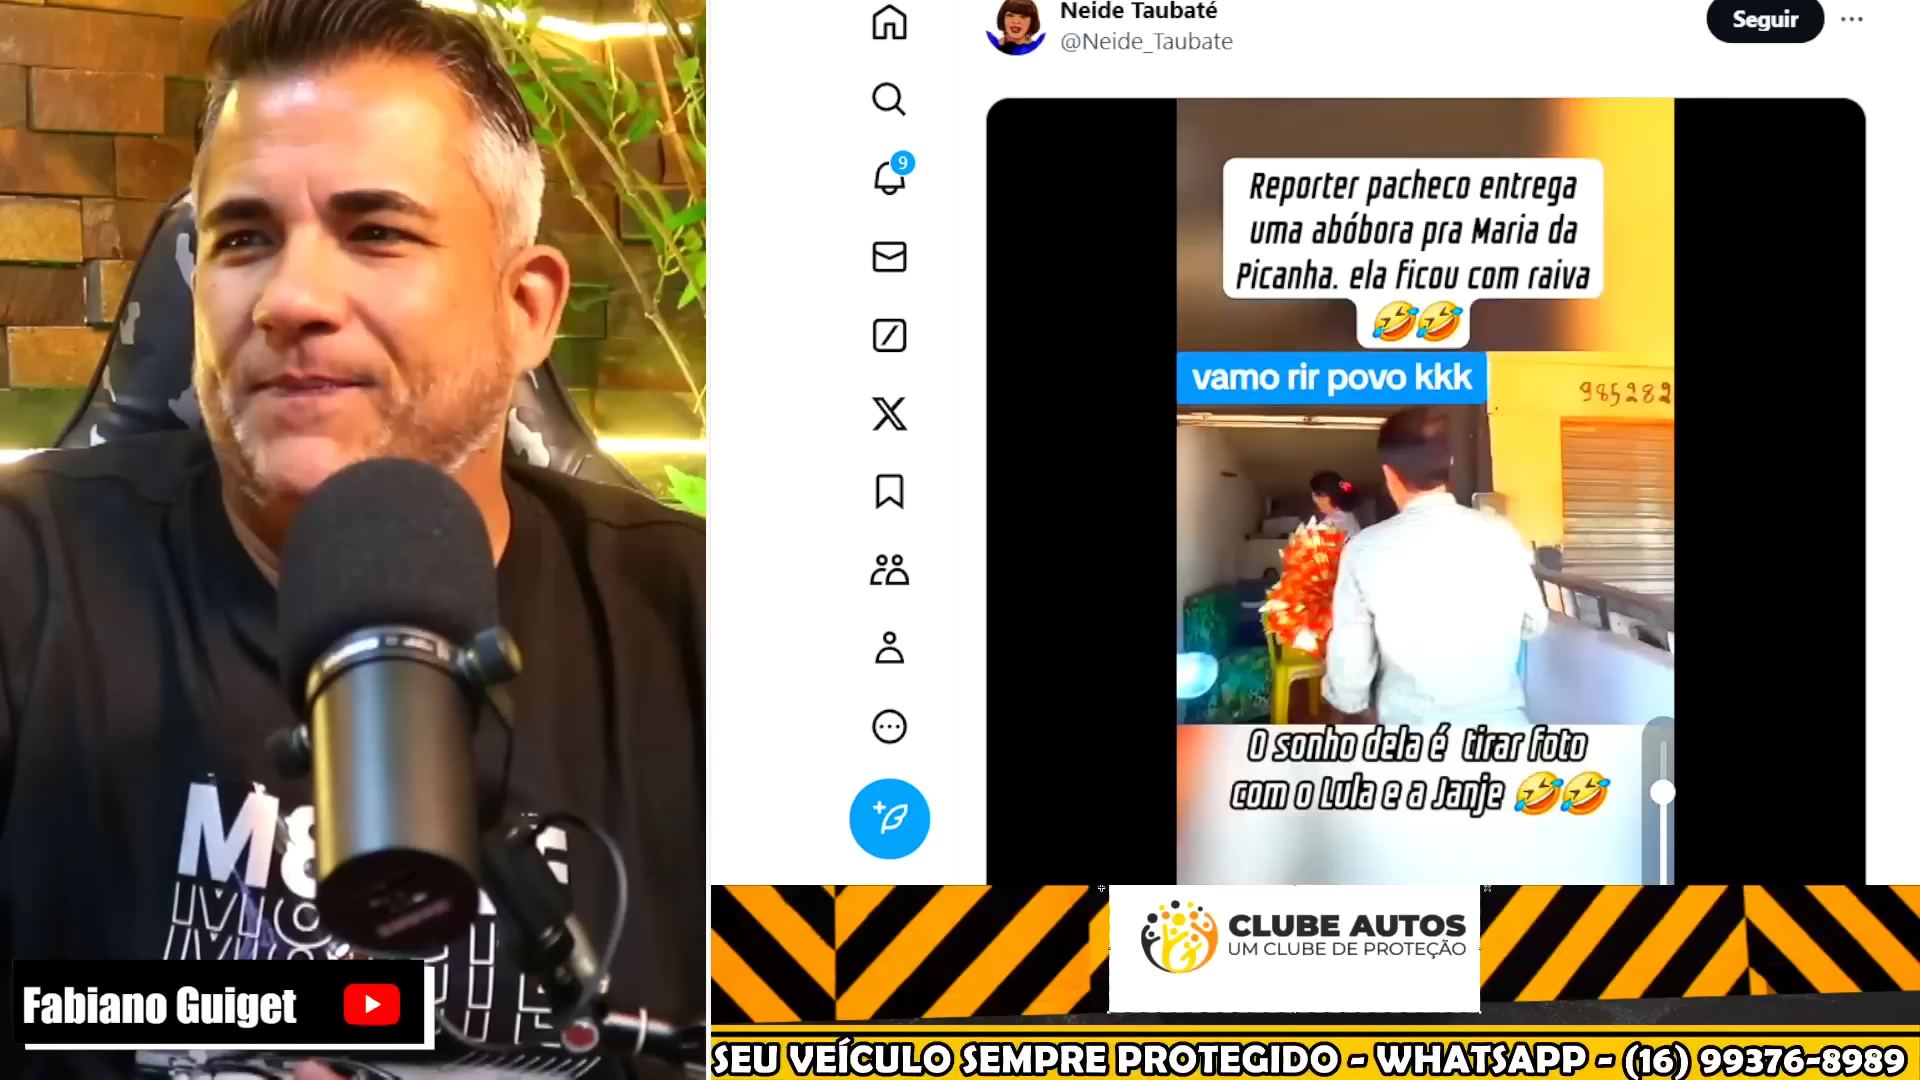 Neide Taubaté
@Neide_Taubate
Seguir
9
Reporter pacheco entrega
uma abóbora pra Maria da
Picanha. ela ficou com raiva
🤣🤣
vamo rir povo kkk
985282
O sonho dela é tirar foto
com o Lula e a Janje 🤣🤣
Fabiano Guiget
CLUBE AUTOS
UM CLUBE DE PROTEÇÃO
SEU VEÍCULO SEMPRE PROTEGIDO - WHATSAPP - (16) 99376-8989